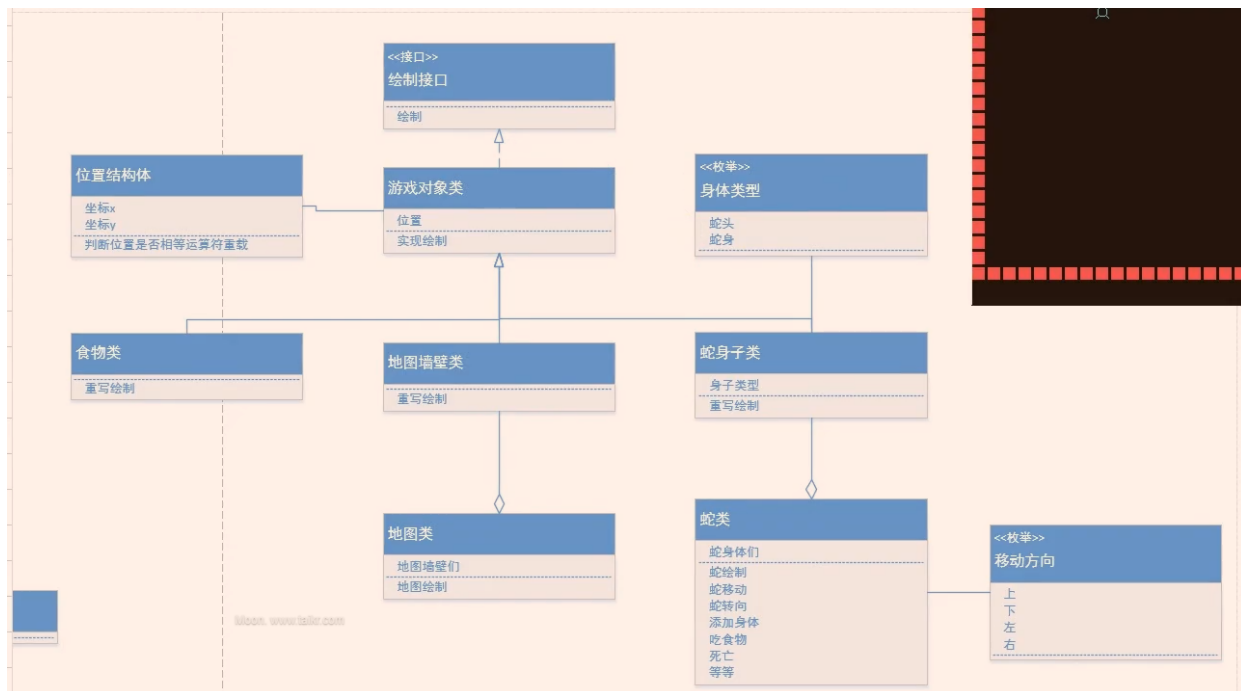 <<接口>>
绘制接口
绘制
位置结构体
坐标x
坐标y
判断位置是否相等运算符重载
游戏对象类
位置
实现绘制
<<枚举>>
身体类型
蛇头
蛇身
食物类
重写绘制
地图墙壁类
重写绘制
蛇身子类
身子类型
重写绘制
地图类
地图墙壁们
地图绘制
蛇类
蛇身体们
蛇绘制
蛇移动
蛇转向
添加身体
吃食物
死亡
等等
<<枚举>>
移动方向
上
下
左
右